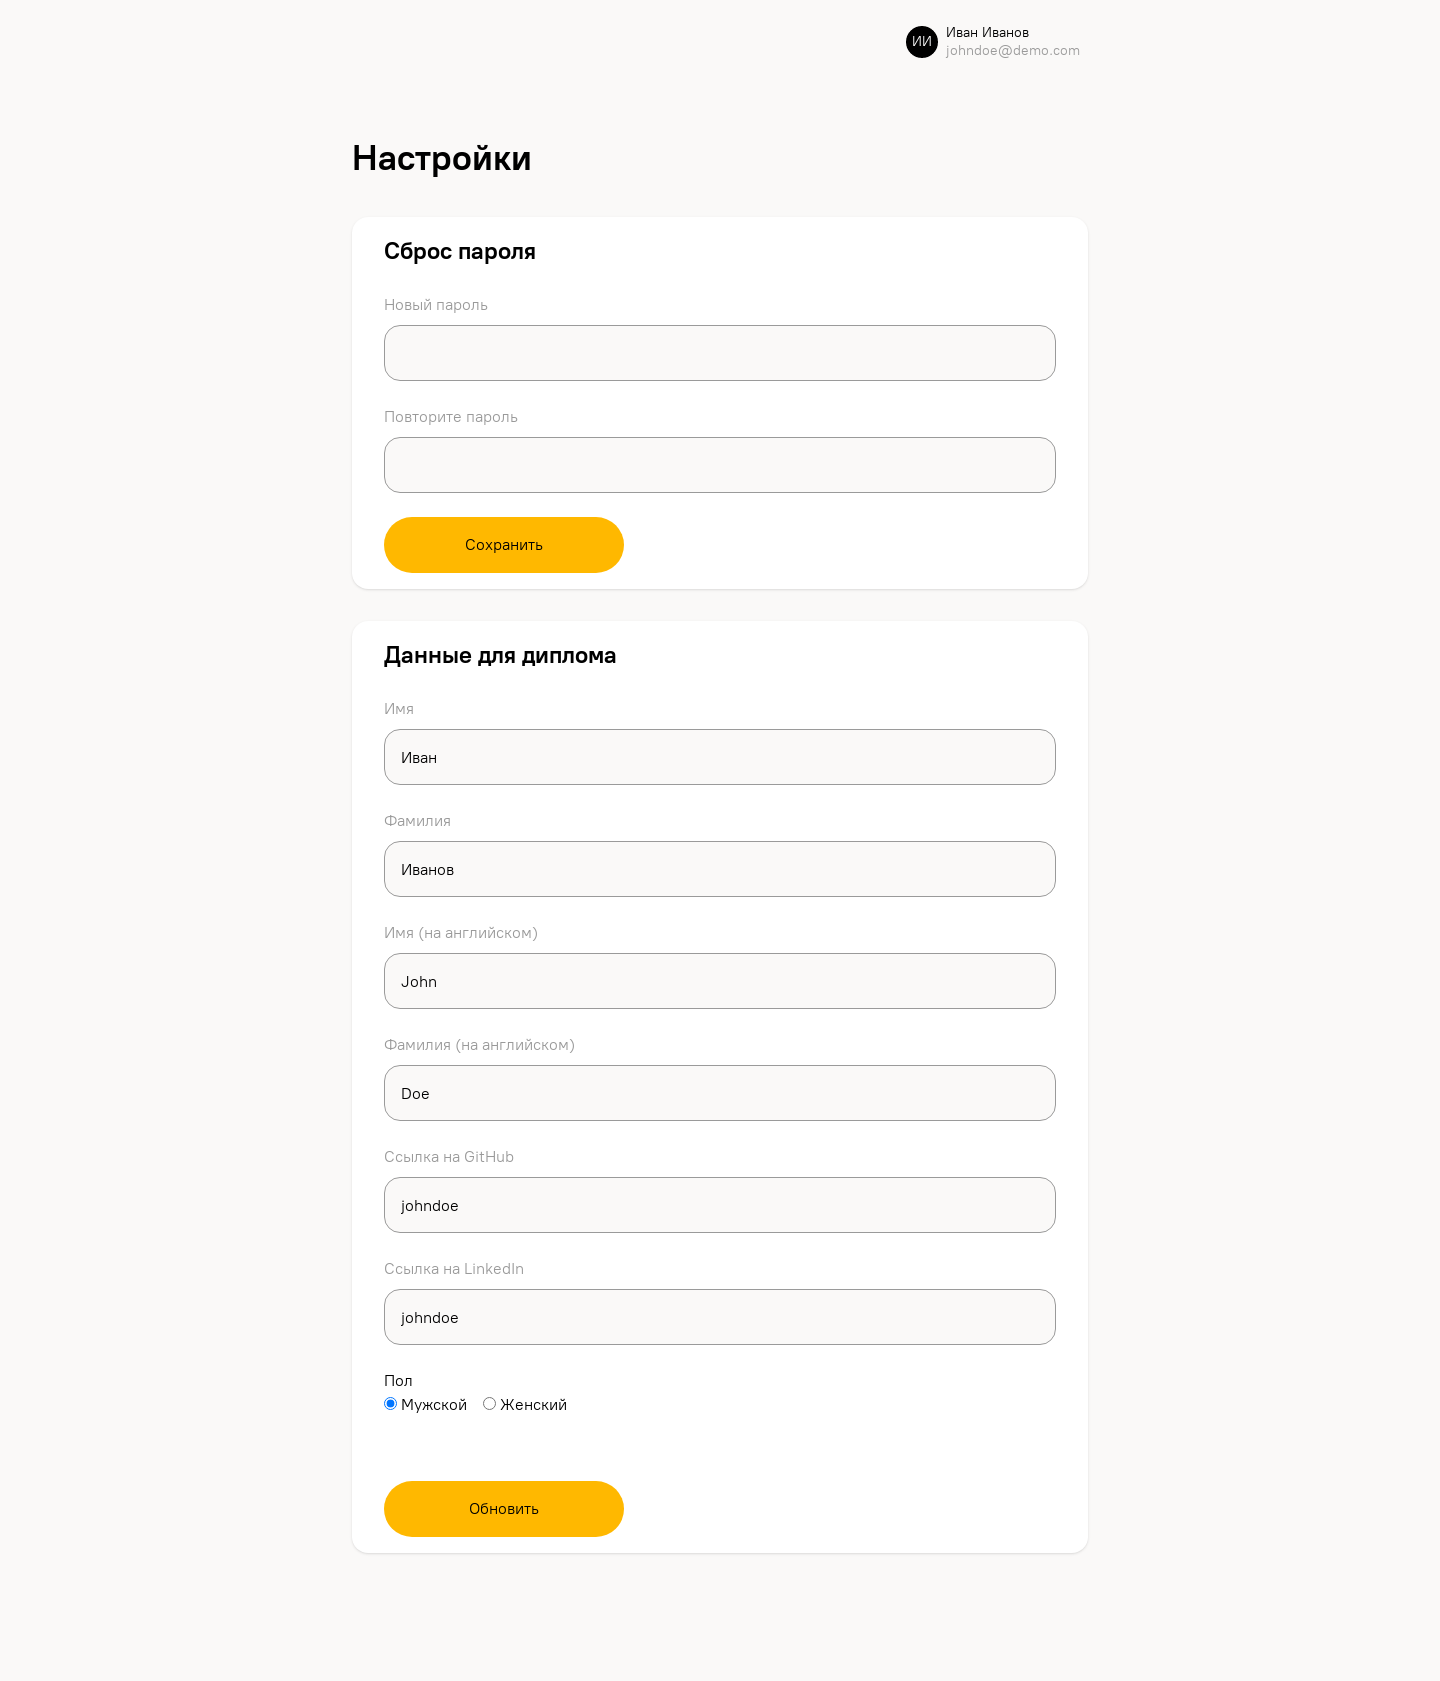 ИИ
Иван Иванов
johndoe@demo.com
Настройки
Сброс пароля
Новый пароль
Повторите пароль
Сохранить
Данные для диплома
Имя
Иван
Фамилия
Иванов
Имя (на английском)
John
Фамилия (на английском)
Doe
Ссылка на GitHub
johndoe
Ссылка на LinkedIn
johndoe
Пол
Мужской Женский
Обновить